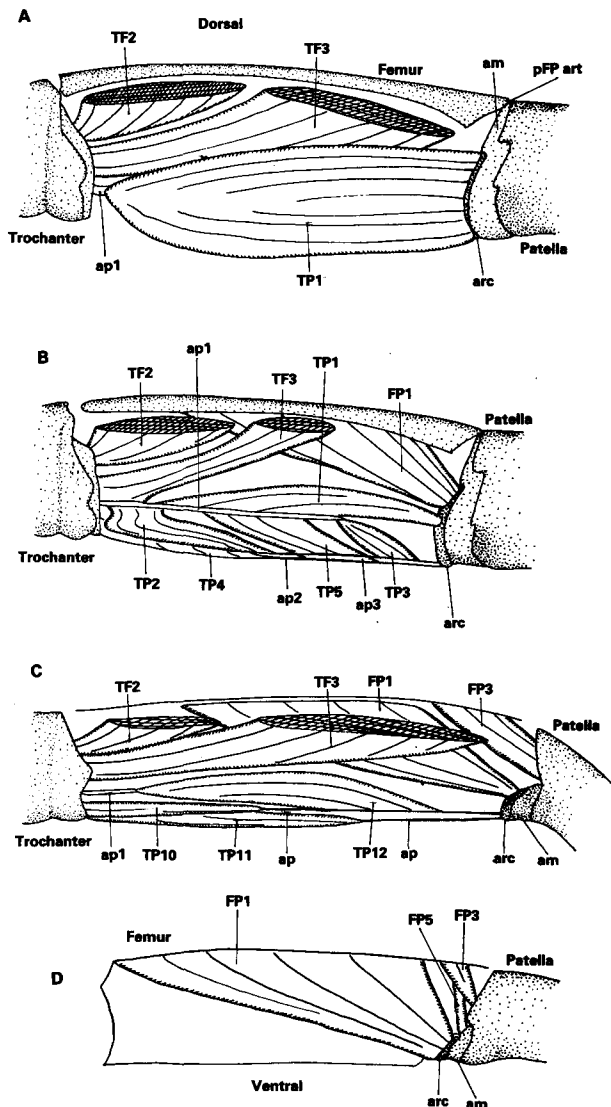 A
Dorsal
TF2
TF3
Femur
am
pFP art
Trochanter
ap1
TP1
arc
Patella
B
ap1
TF2
TF3
TP1
FP1
Patella
Trochanter
TP2
TP4
ap2
TP5
ap3
TP3
arc
C
TF2
TF3
FP1
FP3
Patella
Trochanter
ap1
TP10
TP11
ap
TP12
ap
arc
am
D
Femur
FP1
FP5
FP3
Patella
Ventral
arc
am